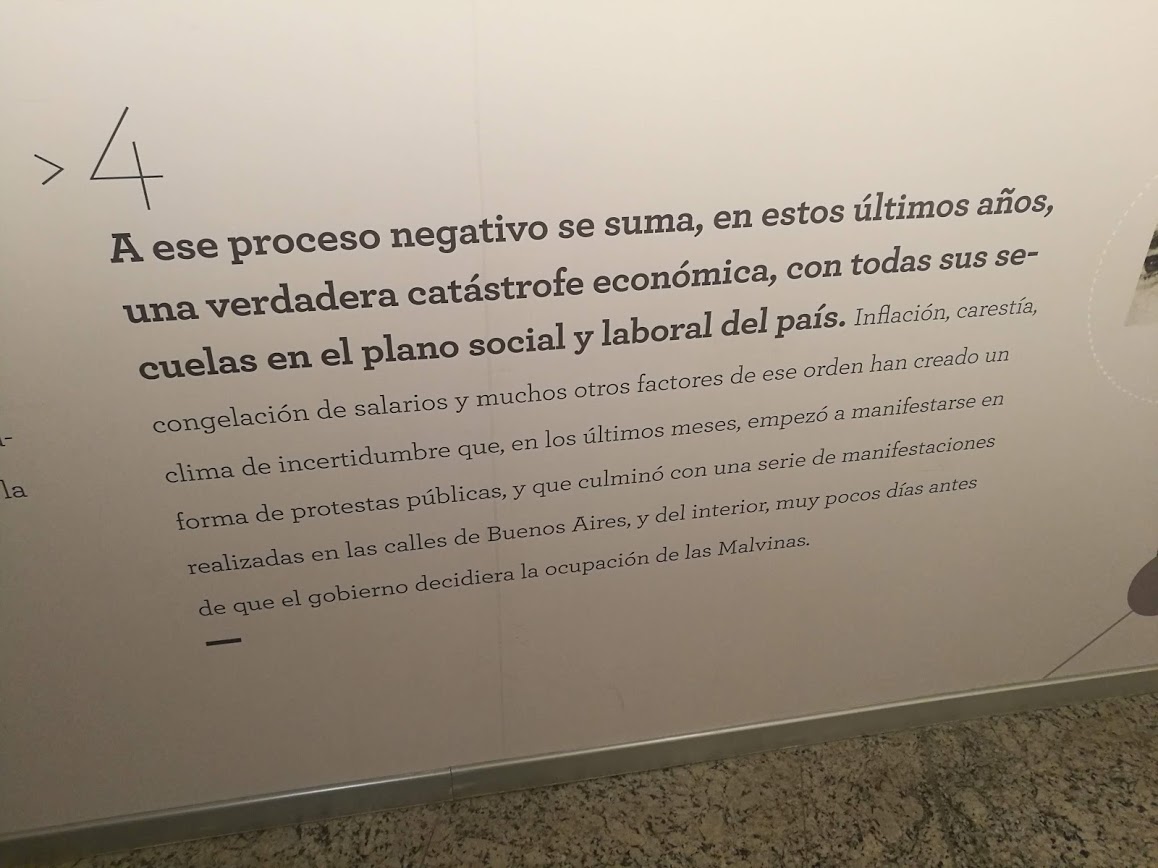 > 4
A ese proceso negativo se suma, en estos últimos años,
una verdadera catástrofe económica, con todas sus se-
cuelas en el plano social y laboral del país. Inflación, carestía,
congelación de salarios y muchos otros factores de ese orden han creado un
clima de incertidumbre que, en los últimos meses, empezó a manifestarse en
forma de protestas públicas, y que culminó con una serie de manifestaciones
realizadas en las calles de Buenos Aires, y del interior, muy pocos días antes
de que el gobierno decidiera la ocupación de las Malvinas.
la